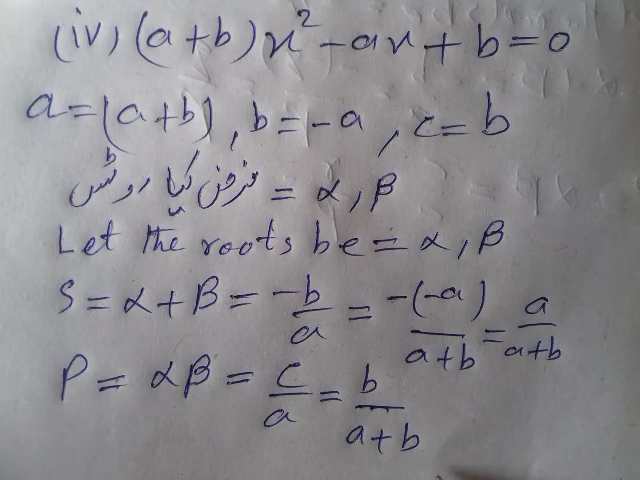 (iv) (a+b)x²-ax+b=0
a=(a+b), b=-a, c=b
فرض کیا روٹس = α, β
Let the roots be = α, β
S = α+β = -b/a = -(-a)/a+b = a/a+b
P = αβ = c/a = b/a+b